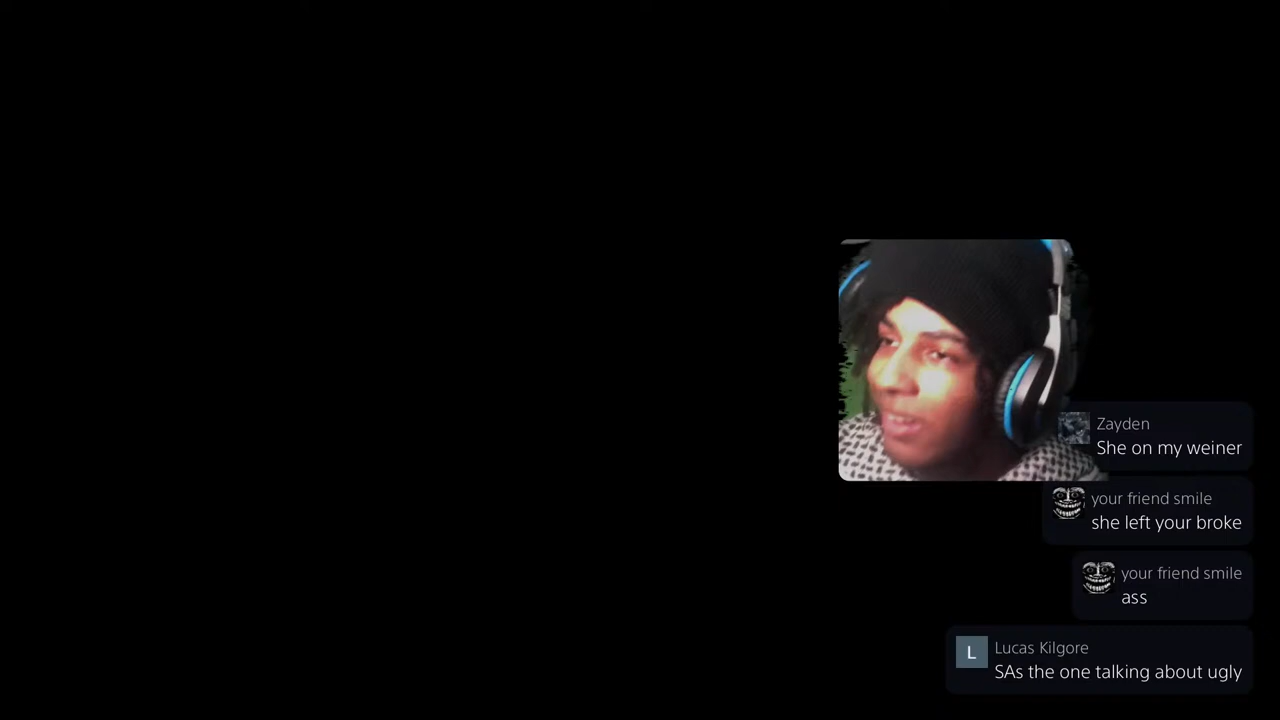 Zayden
She on my weiner
your friend smile
she left your broke
your friend smile
ass
L
Lucas Kilgore
SAs the one talking about ugly